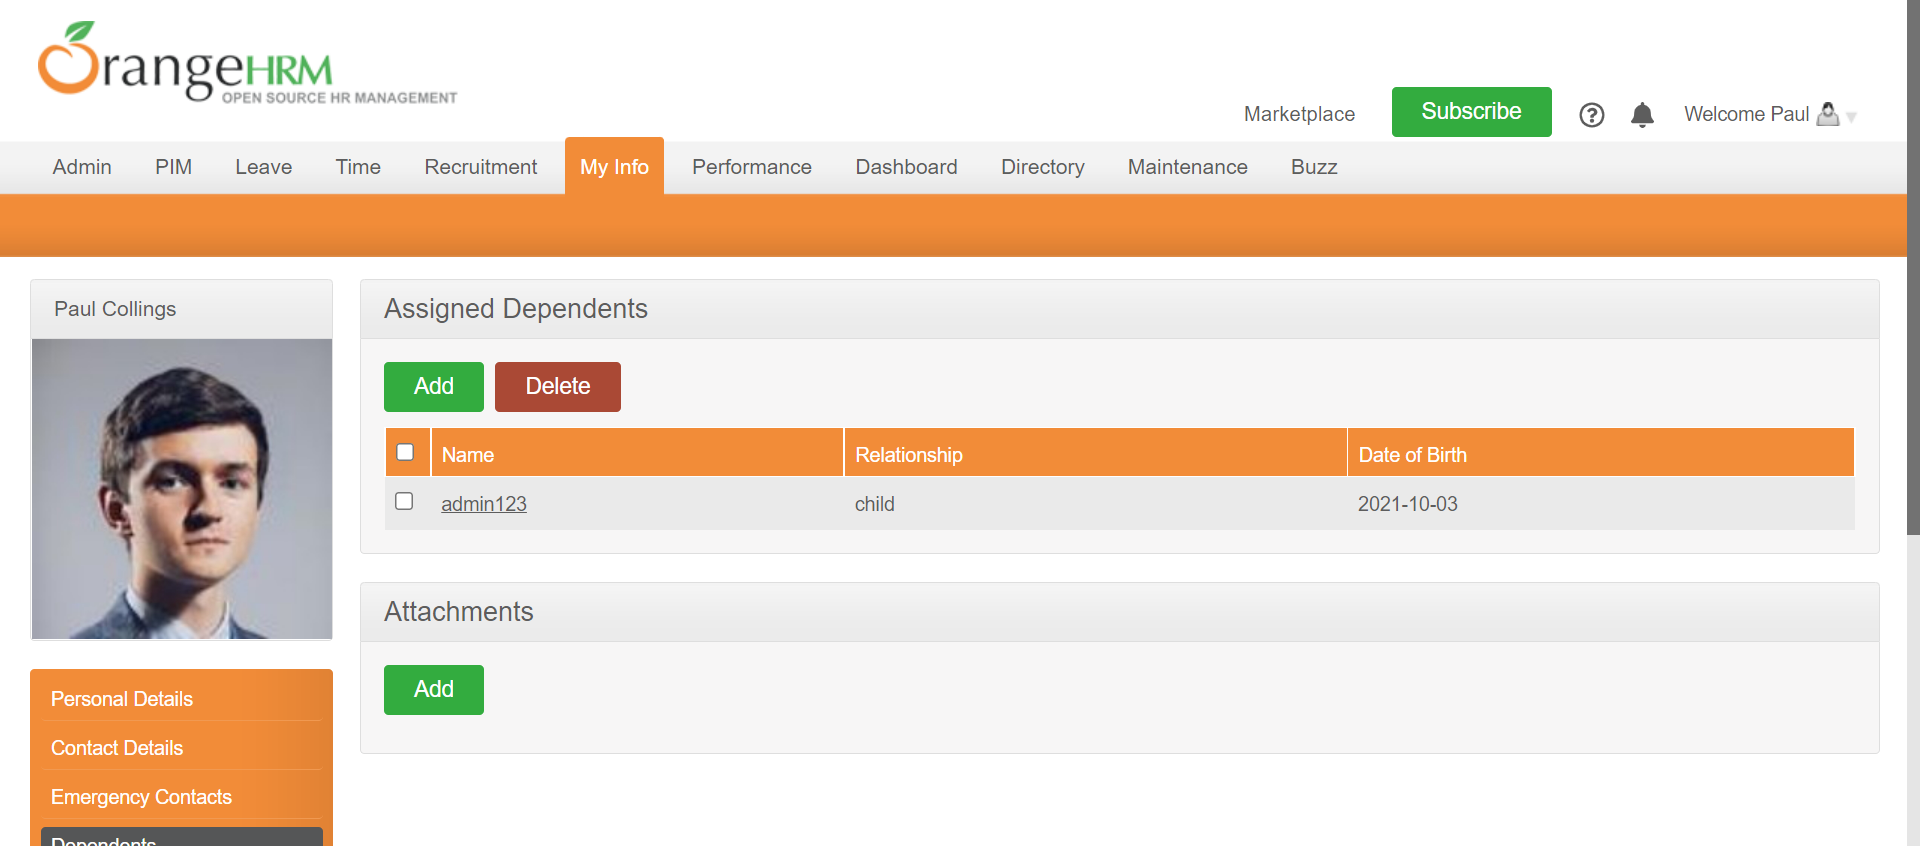 OrangeHRM
OPEN SOURCE HR MANAGEMENT
Marketplace
Subscribe
Welcome Paul
Admin
PIM
Leave
Time
Recruitment
My Info
Performance
Dashboard
Directory
Maintenance
Buzz
Paul Collings
Personal Details
Contact Details
Emergency Contacts
Dependents
Assigned Dependents
Add
Delete
Name Relationship Date of Birth
admin123 child 2021-10-03
Attachments
Add